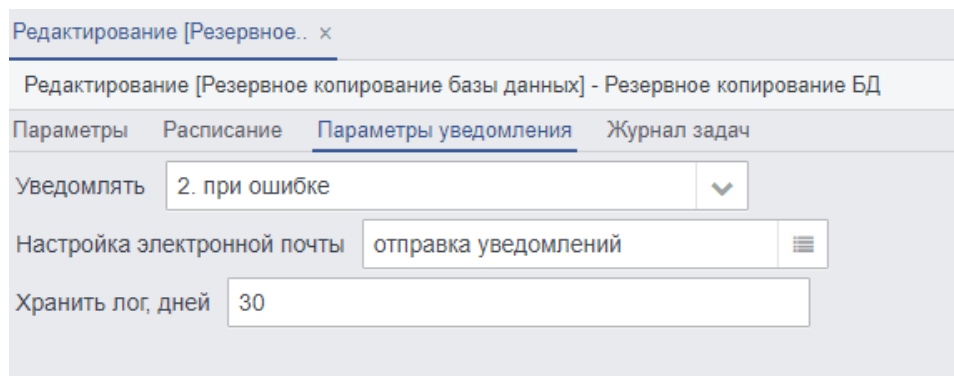 Редактирование [Резервное.. ×
Редактирование [Резервное копирование базы данных] - Резервное копирование БД
Параметры Расписание Параметры уведомления Журнал задач
Уведомлять 2. при ошибке
Настройка электронной почты отправка уведомлений
Хранить лог, дней 30